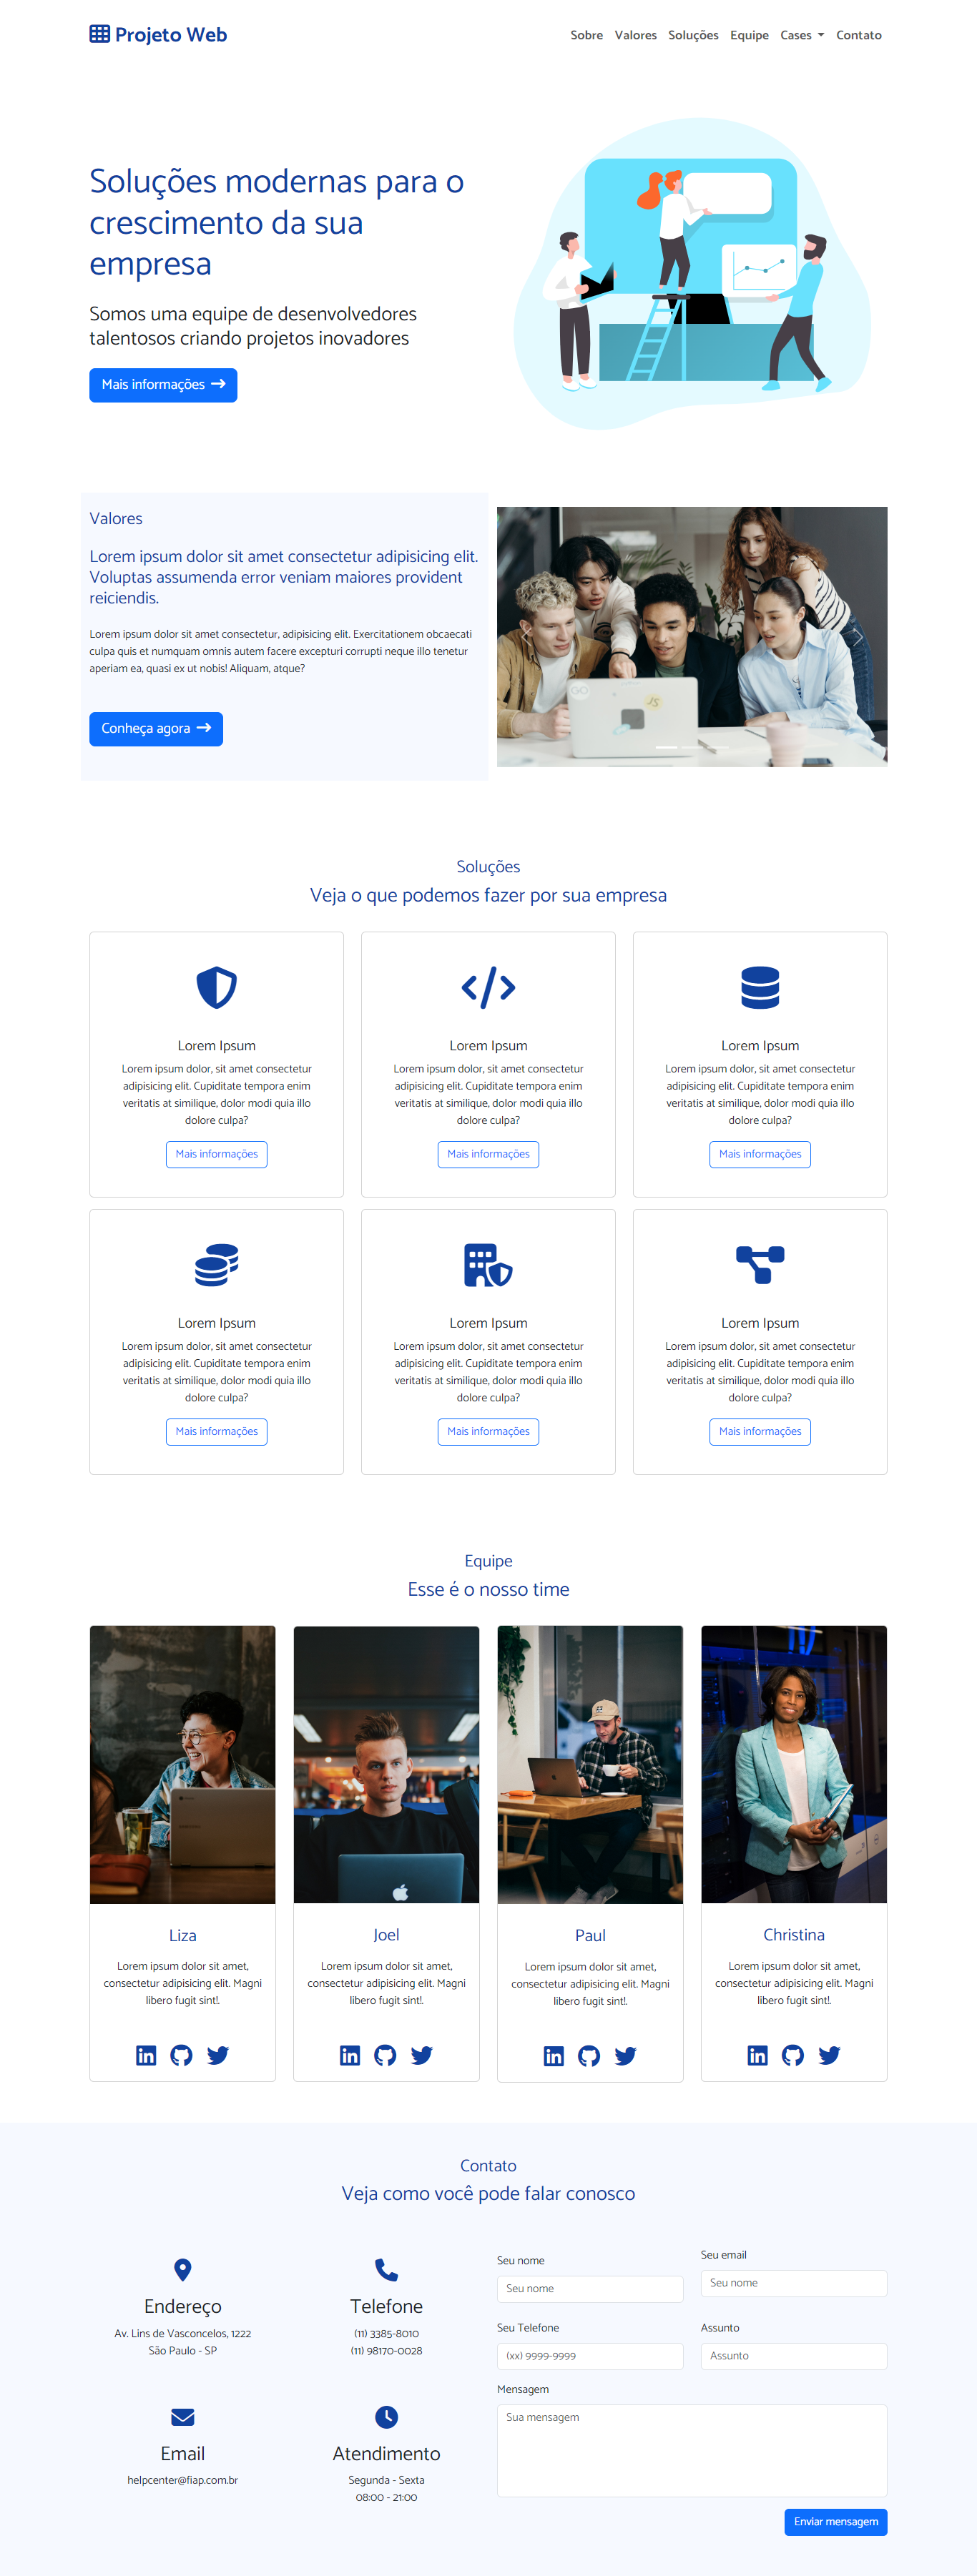 Projeto Web
Sobre Valores Soluções Equipe Cases Contato
Soluções modernas para o
crescimento da sua
empresa
Somos uma equipe de desenvolvedores
talentosos criando projetos inovadores
Mais informações
Valores
Lorem ipsum dolor sit amet consectetur adipisicing elit.
Voluptas assumenda error veniam maiores provident
reiciendis.
Lorem ipsum dolor sit amet consectetur, adipisicing elit. Exercitationem obcaecati
culpa quis et numquam omnis autem facere excepturi corrupti neque illo tenetur
aperiam ea, quasi ex ut nobis! Aliquam, atque?
Conheça agora
GO
JS
Soluções
Veja o que podemos fazer por sua empresa
Lorem Ipsum
Lorem ipsum dolor, sit amet consectetur
adipisicing elit. Cupiditate tempora enim
veritatis at similique, dolor modi quia illo
dolore culpa?
Mais informações
Lorem Ipsum
Lorem ipsum dolor, sit amet consectetur
adipisicing elit. Cupiditate tempora enim
veritatis at similique, dolor modi quia illo
dolore culpa?
Mais informações
Lorem Ipsum
Lorem ipsum dolor, sit amet consectetur
adipisicing elit. Cupiditate tempora enim
veritatis at similique, dolor modi quia illo
dolore culpa?
Mais informações
Lorem Ipsum
Lorem ipsum dolor, sit amet consectetur
adipisicing elit. Cupiditate tempora enim
veritatis at similique, dolor modi quia illo
dolore culpa?
Mais informações
Lorem Ipsum
Lorem ipsum dolor, sit amet consectetur
adipisicing elit. Cupiditate tempora enim
veritatis at similique, dolor modi quia illo
dolore culpa?
Mais informações
Lorem Ipsum
Lorem ipsum dolor, sit amet consectetur
adipisicing elit. Cupiditate tempora enim
veritatis at similique, dolor modi quia illo
dolore culpa?
Mais informações
Equipe
Esse é o nosso time
Liza
Lorem ipsum dolor sit amet,
consectetur adipisicing elit. Magni
libero fugit sint!.
Joel
Lorem ipsum dolor sit amet,
consectetur adipisicing elit. Magni
libero fugit sint!.
Paul
Lorem ipsum dolor sit amet,
consectetur adipisicing elit. Magni
libero fugit sint!.
Christina
Lorem ipsum dolor sit amet,
consectetur adipisicing elit. Magni
libero fugit sint!.
Contato
Veja como você pode falar conosco
Endereço
Av. Lins de Vasconcelos, 1222
São Paulo - SP
Telefone
(11) 3385-8010
(11) 98170-0028
Email
helpcenter@fiap.com.br
Atendimento
Segunda - Sexta
08:00 - 21:00
Seu nome
Seu nome
Seu email
Seu nome
Seu Telefone
(xx) 9999-9999
Assunto
Assunto
Mensagem
Sua mensagem
Enviar mensagem